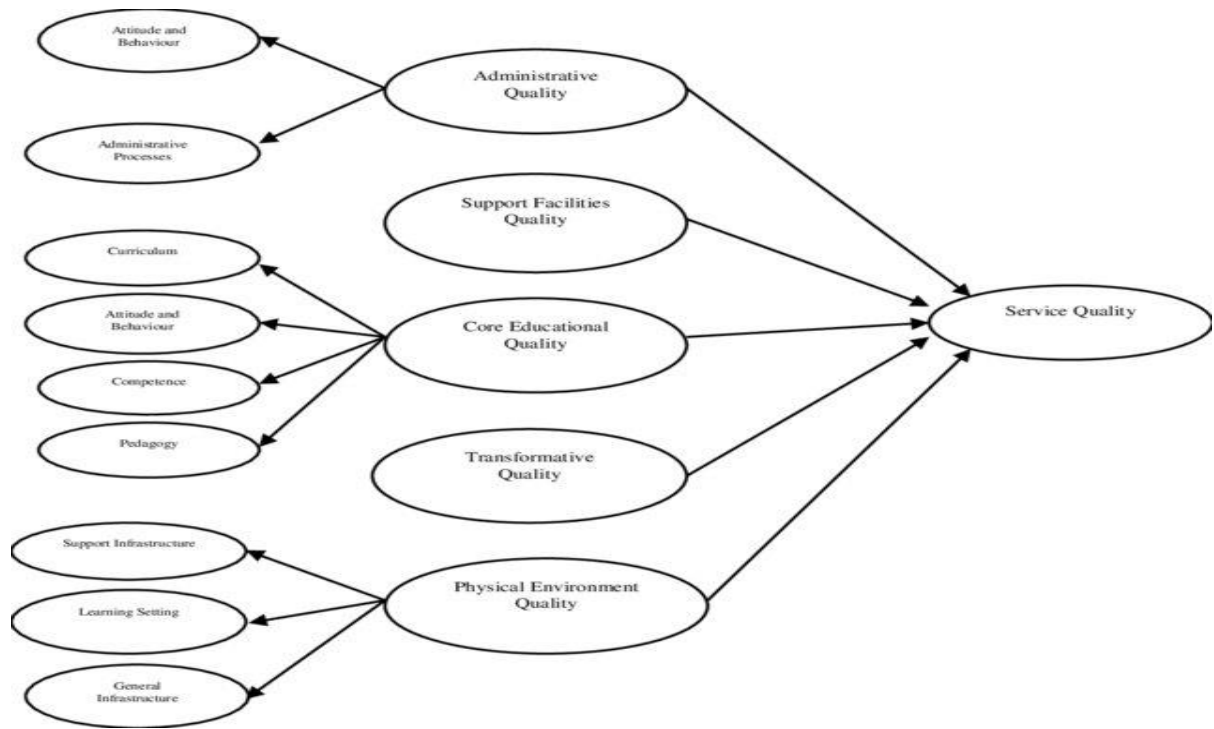 Attitude and
Behaviour
Administrative
Processes
Curriculum
Attitude and
Behaviour
Competence
Pedagogy
Support Infrastructure
Learning Setting
General
Infrastructure
Administrative
Quality
Support Facilities
Quality
Core Educational
Quality
Transformative
Quality
Physical Environment
Quality
Service Quality